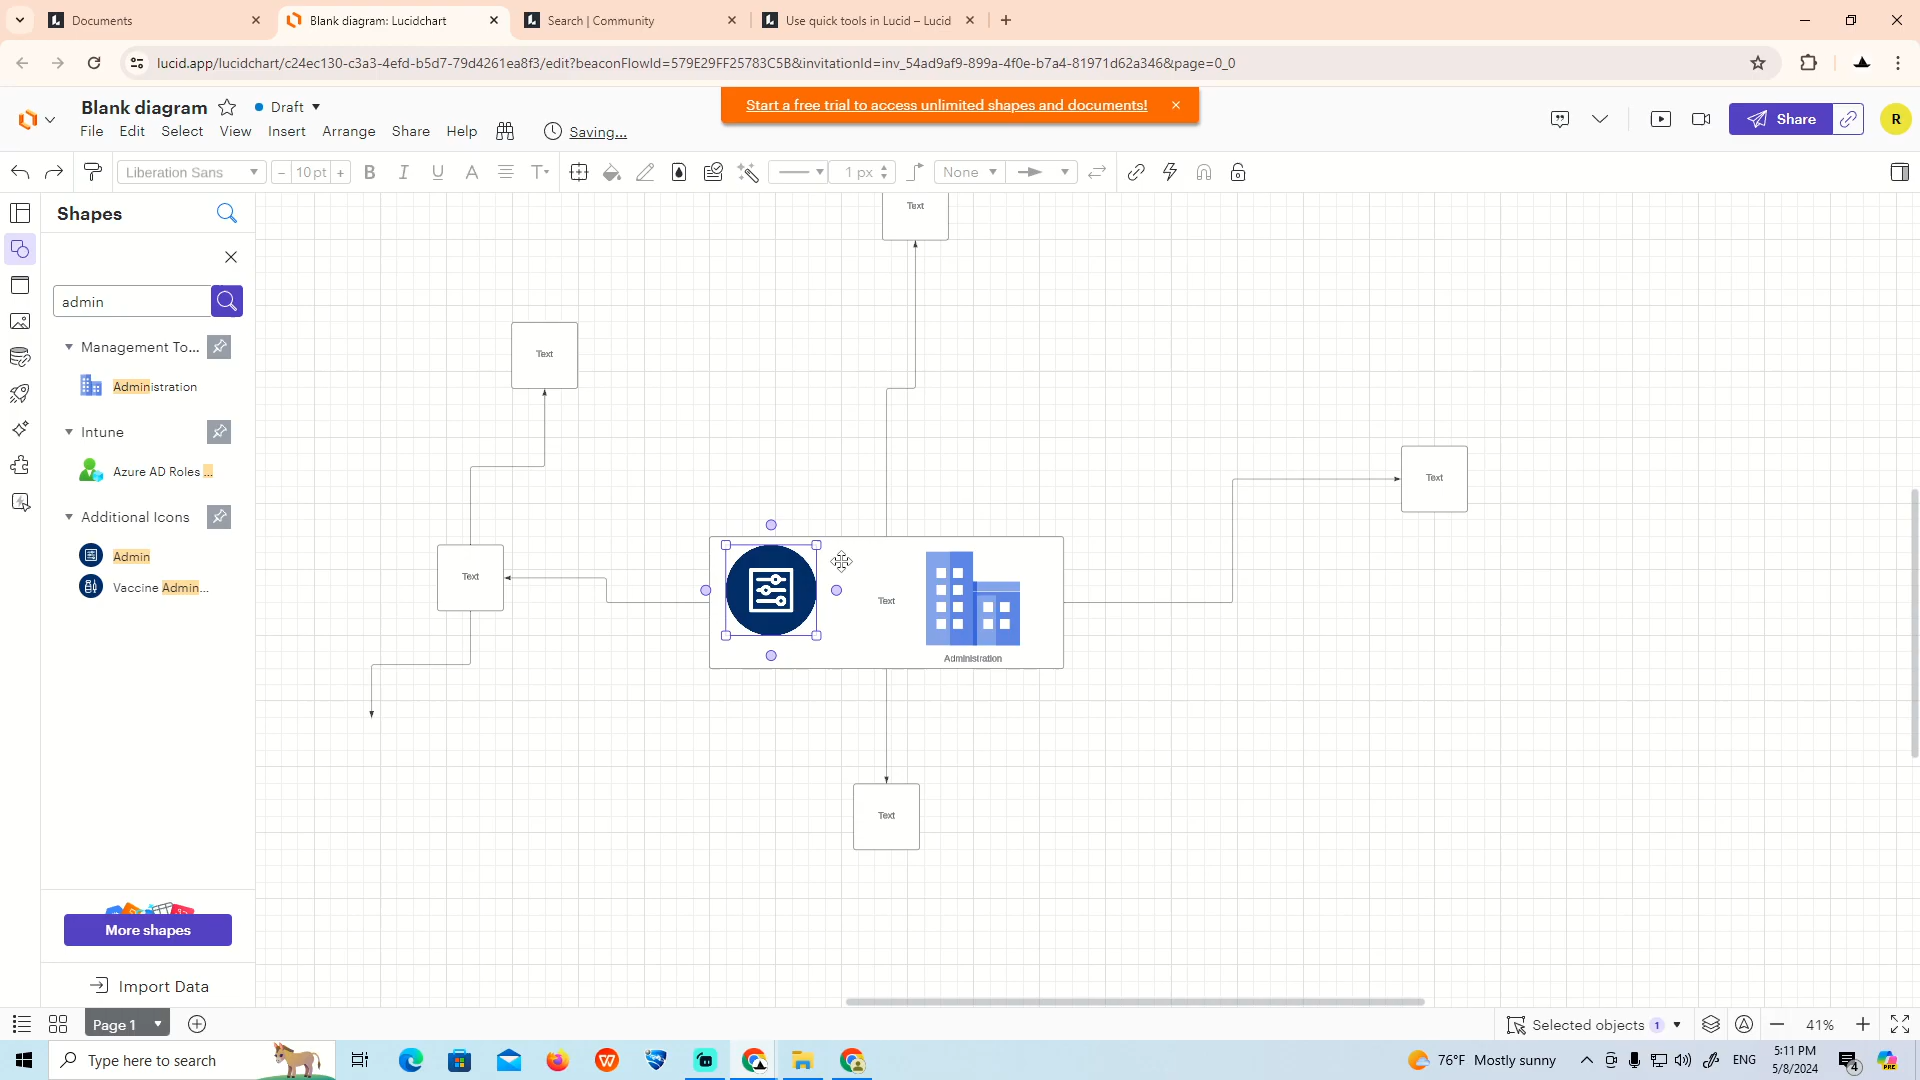 Documents
Blank diagram: Lucidchart
Search | Community
Use quick tools in Lucid – Lucid
lucid.app/lucidchart/c24ec130-c3a3-4efd-b5d7-79d4261ea8f3/edit?beaconFlowId=579E29FF25783C5B&invitationId=inv_54ad9af9-899a-4f0e-b7a4-81971d62a346&page=0_0
Blank diagram
Draft
Start a free trial to access unlimited shapes and documents!
Share
R
File Edit Select View Insert Arrange Share Help
Saving...
Liberation Sans
10 pt
1 px
None
Shapes
admin
Management To...
Administration
Intune
Azure AD Roles ...
Additional Icons
Admin
Vaccine Admin...
More shapes
Import Data
Text
Text
Text
Text
Text
Administration
Text
Page 1
Selected objects 1
41%
Type here to search
76°F Mostly sunny
ENG
5:11 PM
5/8/2024
4
PRE